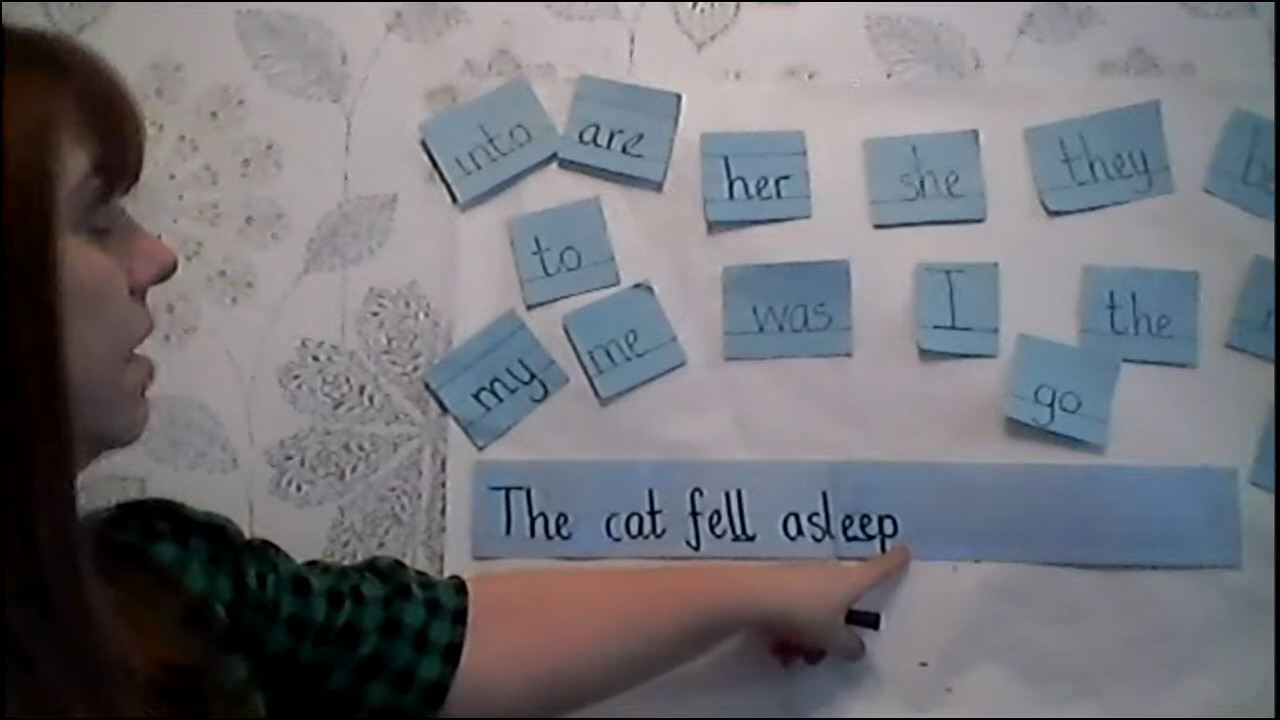 into are
her she they
to
was I the
my me
go
The cat fell asleep